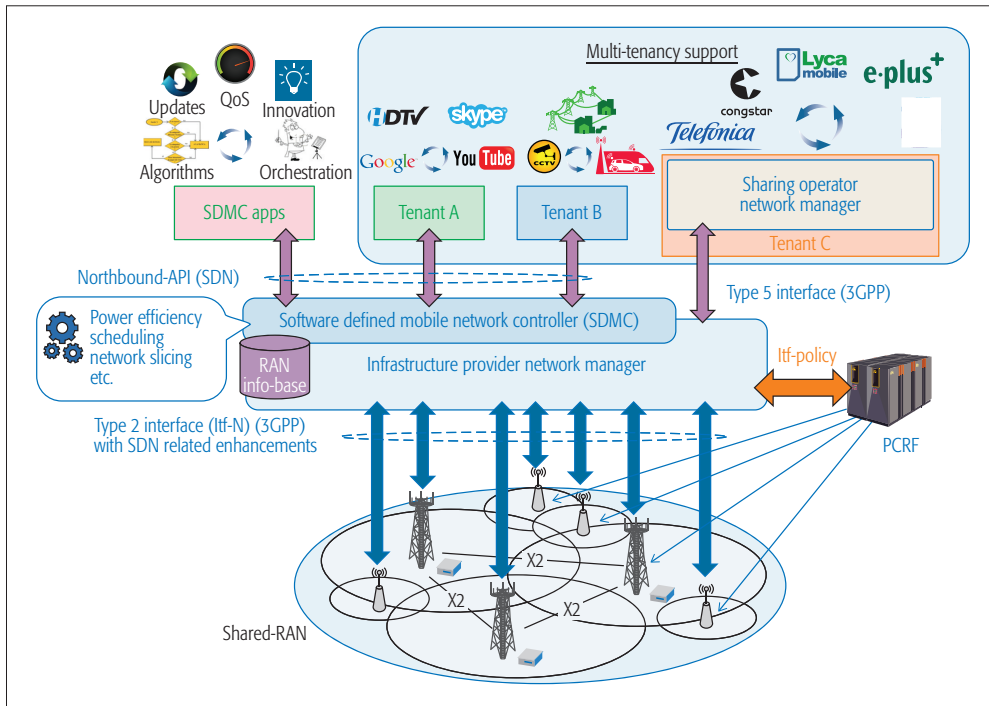 Multi-tenancy support
Updates
QoS
Innovation
Algorithms
Orchestration
HDTV
skype
Google
You Tube
CCTV
congstar
Lyca
mobile
e·plus+
Telefónica
SDMC apps
Tenant A
Tenant B
Sharing operator
network manager
Tenant C
Northbound-API (SDN)
Type 5 interface (3GPP)
Power efficiency
scheduling
network slicing
etc.
Software defined mobile network controller (SDMC)
RAN
info-base
Infrastructure provider network manager
Itf-policy
PCRF
Type 2 interface (Itf-N) (3GPP)
with SDN related enhancements
X2
X2
X2
Shared-RAN